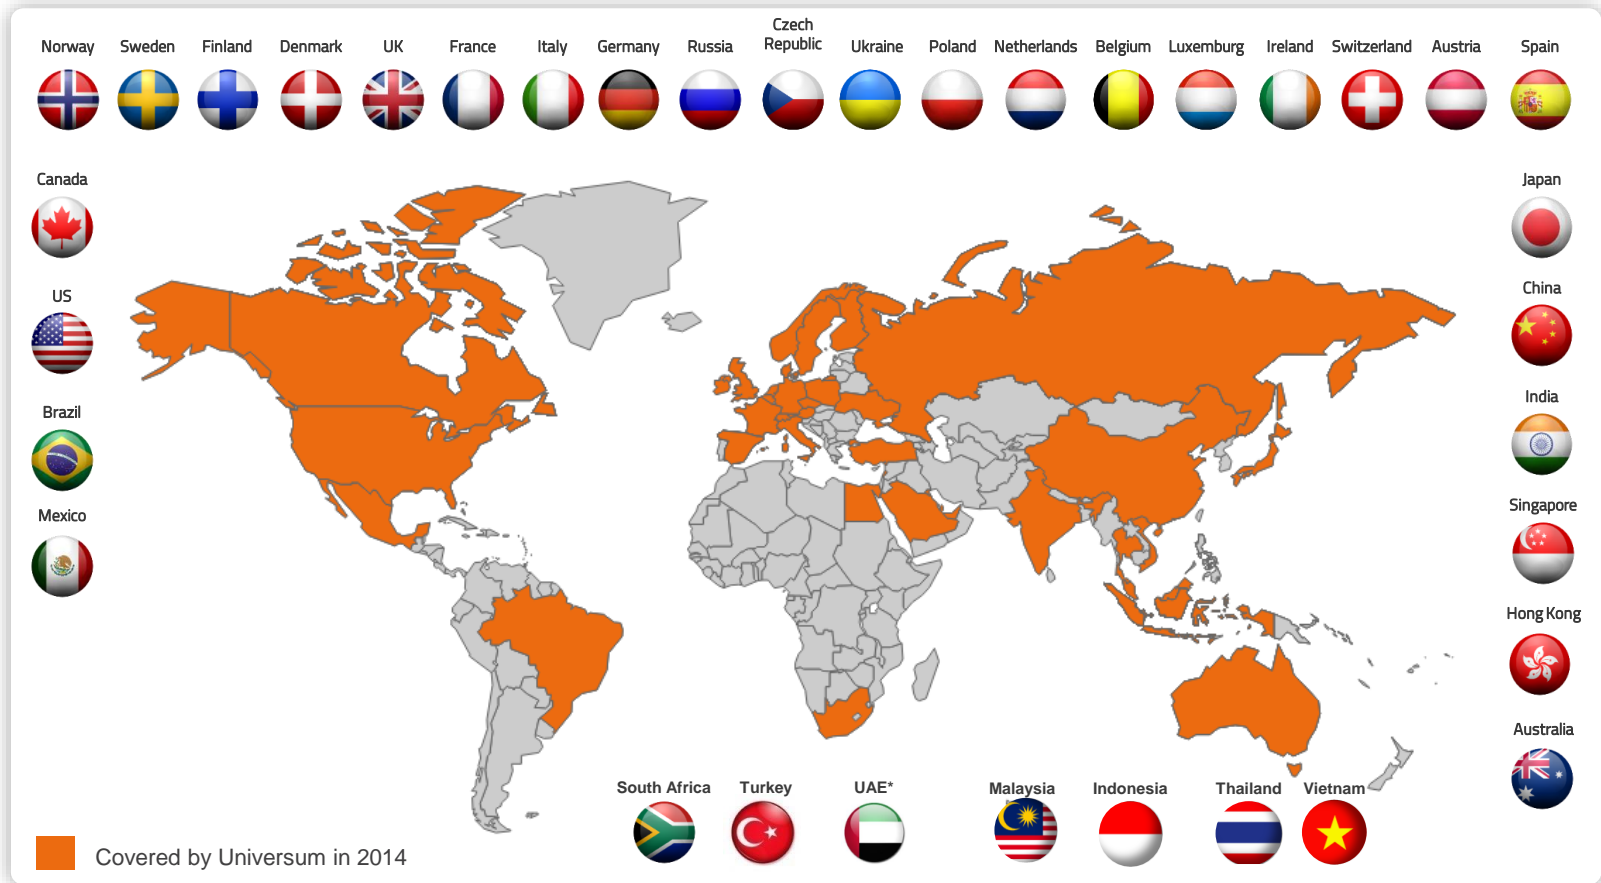 Norway Sweden Finland Denmark UK France Italy Germany Russia Czech Republic Ukraine Poland Netherlands Belgium Luxemburg Ireland Switzerland Austria Spain
Canada
US
Brazil
Mexico
Japan
China
India
Singapore
Hong Kong
Australia
South Africa Turkey UAE* Malaysia Indonesia Thailand Vietnam
Covered by Universum in 2014